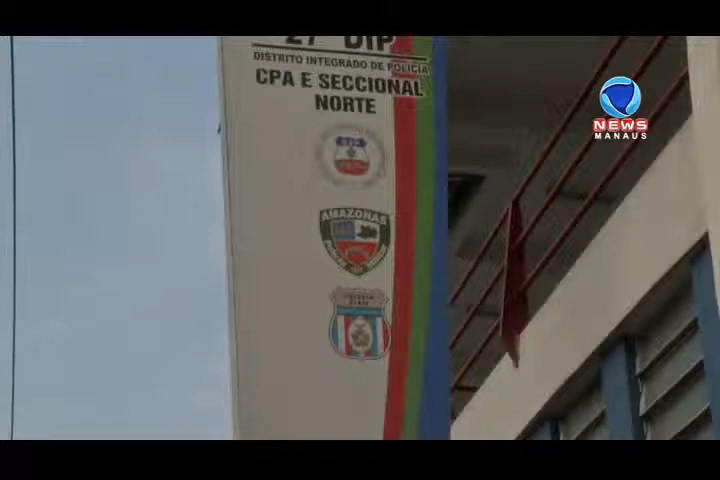 27º DIP
DISTRITO INTEGRADO DE POLÍCIA
CPA E SECCIONAL
NORTE
NEWS
MANAUS
AMAZONAS